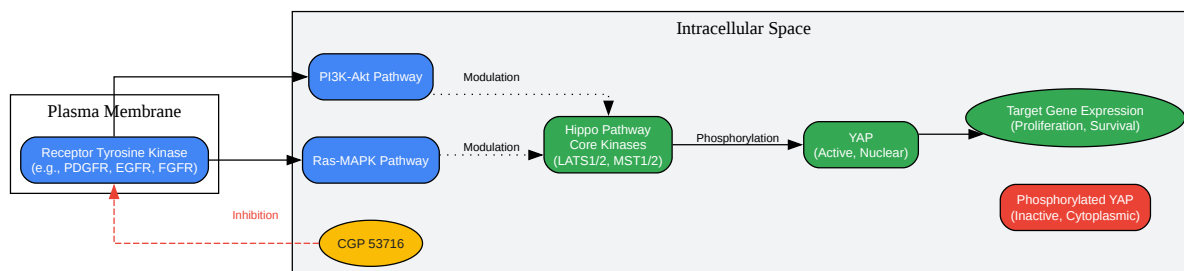 Intracellular Space
PI3K-Akt Pathway
Modulation
Plasma Membrane
Receptor Tyrosine Kinase
(e.g., PDGFR, EGFR, FGFR)
Ras-MAPK Pathway
Modulation
Hippo Pathway
Core Kinases
(LATS1/2, MST1/2)
Phosphorylation
YAP
(Active, Nuclear)
Target Gene Expression
(Proliferation, Survival)
Phosphorylated YAP
(Inactive, Cytoplasmic)
Inhibition
CGP 53716